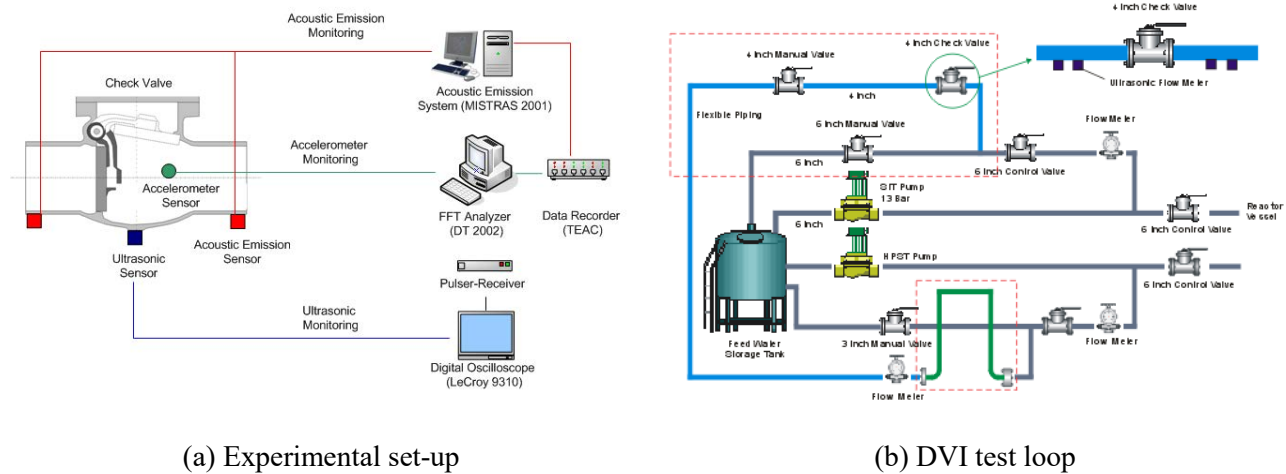 Acoustic Emission
Monitoring
Check Valve
Acoustic Emission
System (MISTRAS 2001)
Accelerometer
Monitoring
Accelerometer
Sensor
FFT Analyzer
(DT 2002)
Data Recorder
(TEAC)
Acoustic Emission
Sensor
Ultrasonic
Sensor
Pulser-Receiver
Ultrasonic
Monitoring
Digital Oscilloscope
(LeCroy 9310)
(a) Experimental set-up
4 Inch Check Valve
4 Inch Manual Valve
4 Inch Check Valve
Ultrasonic Flow Meter
4 Inch
Flexible Piping
6 Inch Manual Valve
Flow Meter
6 Inch
6 Inch Control Valve
SIT Pump
13 Bar
6 Inch
Reactor
Vessel
6 Inch Control Valve
HPST Pump
6 Inch Control Valve
Feed Water
Storage Tank
3 Inch Manual Valve
Flow Meter
Flow Meter
(b) DVI test loop